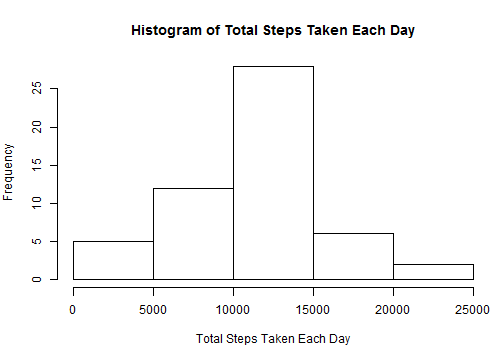 Histogram of Total Steps Taken Each Day
Frequency
25
20
15
10
5
0
0 5000 10000 15000 20000 25000
Total Steps Taken Each Day